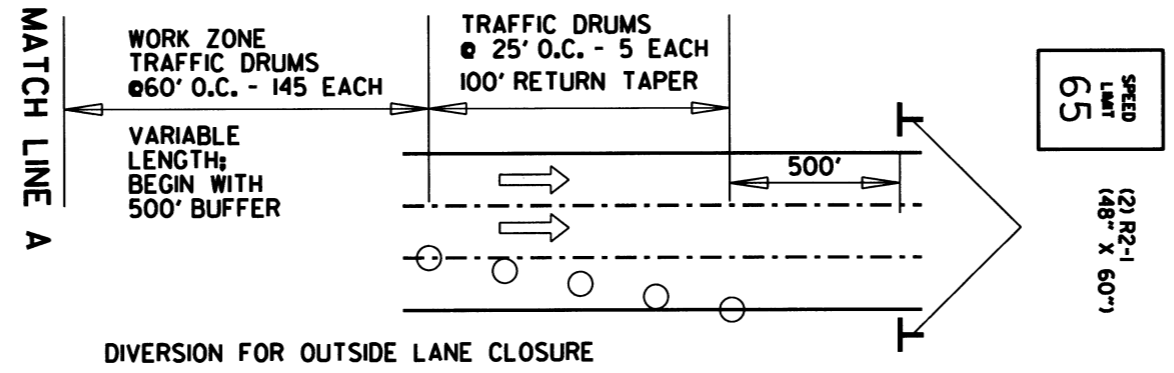 MATCH LINE A
WORK ZONE
TRAFFIC DRUMS
@60' O.C. - 145 EACH
VARIABLE
LENGTH;
BEGIN WITH
500' BUFFER
TRAFFIC DRUMS
@ 25' O.C. - 5 EACH
100' RETURN TAPER
500'
SPEED
LIMIT
65
(2) R2-1
(48" X 60")
DIVERSION FOR OUTSIDE LANE CLOSURE